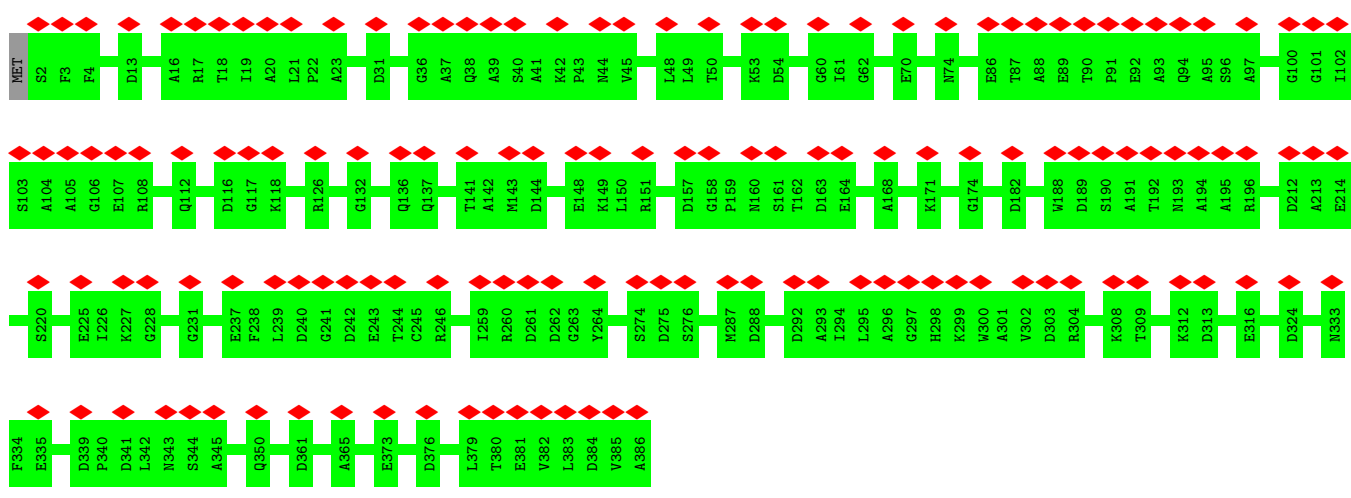 MET S2 F3 F4 D13 A16 R17 T18 I19 A20 L21 P22 A23 D31 G36 A37 Q38 A39 S40 A41 K42 P43 N44 V45 L48 L49 T50 K53 D54 G60 I61 G62 E70 N74 E86 T87 A88 E89 T90 P91 E92 A93 Q94 A95 S96 A97 G100 G101 I102
S103 A104 A105 G106 E107 R108 Q112 D116 G117 K118 R126 G132 Q136 Q137 T141 A142 M143 D144 E148 K149 L150 R151 D157 G158 P159 N160 S161 T162 D163 E164 A168 K171 G174 D182 W188 D189 S190 A191 T192 N193 A194 A195 R196 D212 A213 E214
S220 E225 I226 K227 G228 G231 E237 F238 L239 D240 G241 D242 E243 T244 C245 R246 I259 R260 D261 D262 G263 Y264 S274 D275 S276 M287 D288 D292 A293 I294 L295 A296 G297 H298 K299 W300 A301 V302 D303 R304 K308 T309 K312 D313 E316 D324 N333
F334 E335 D339 P340 D341 L342 N343 S344 A345 Q350 D361 A365 E373 D376 L379 T380 E381 V382 L383 D384 V385 A386